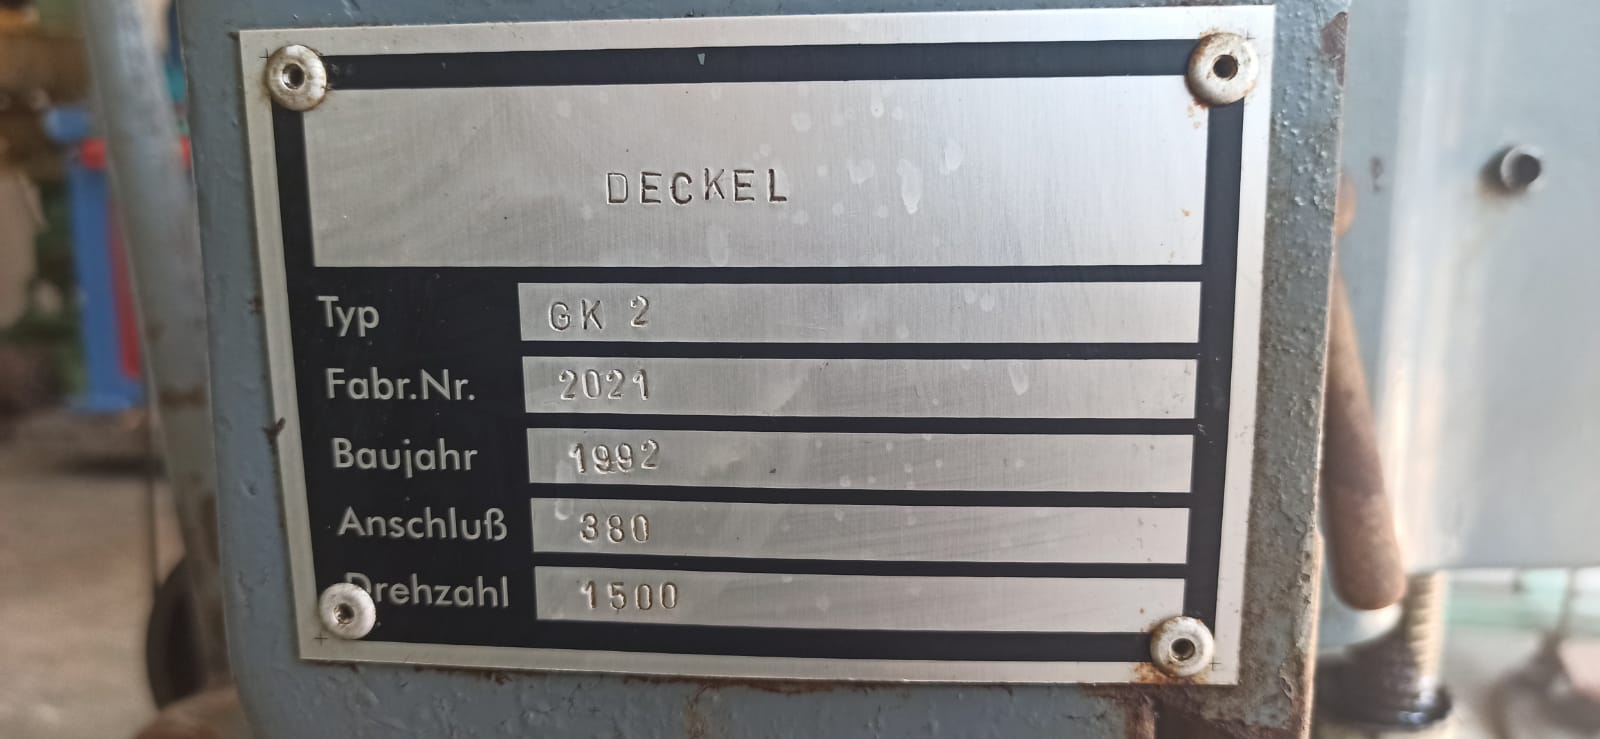 DECKEL
Typ GK 2
Fabr.Nr. 2021
Baujahr 1992
Anschluß 380
Drehzahl 1500